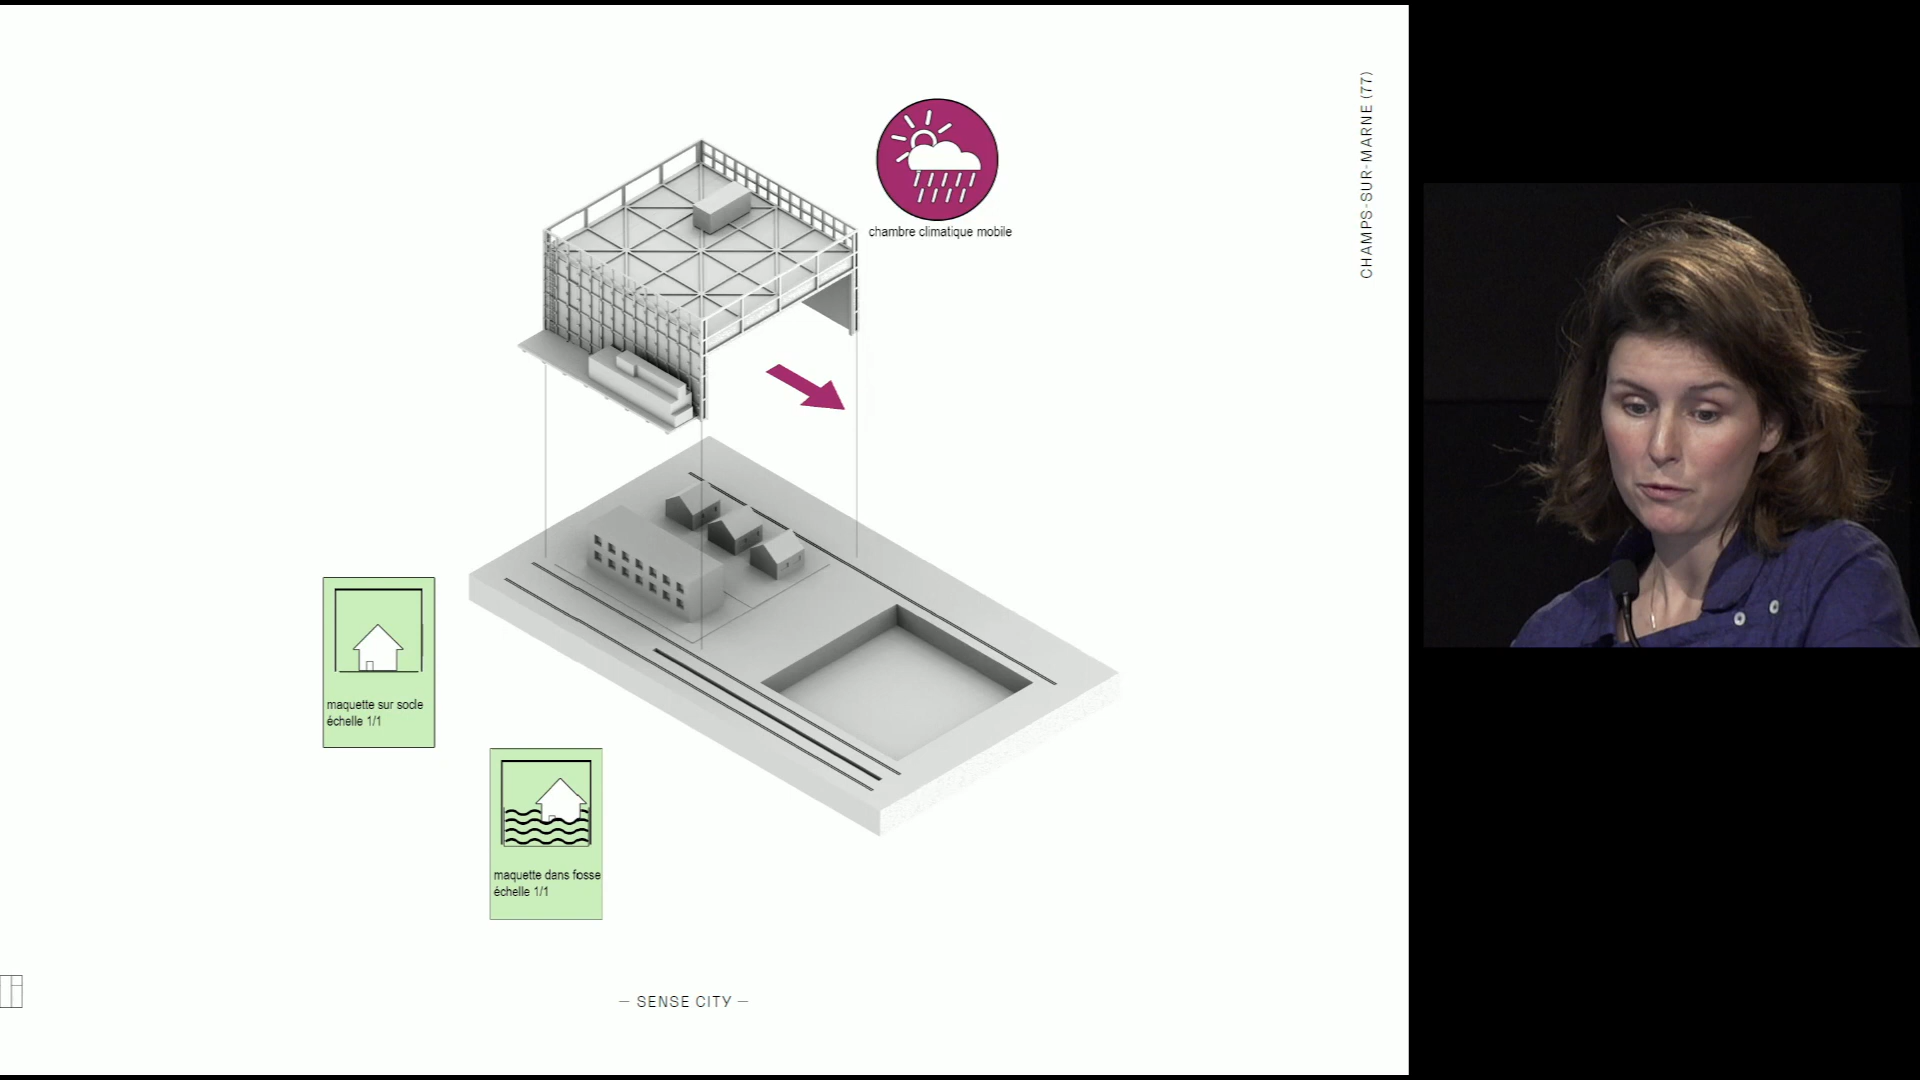 CHAMPS-SUR-MARNE (77)
chambre climatique mobile
maquette sur socle
échelle 1/1
maquette dans fosse
échelle 1/1
— SENSE CITY —